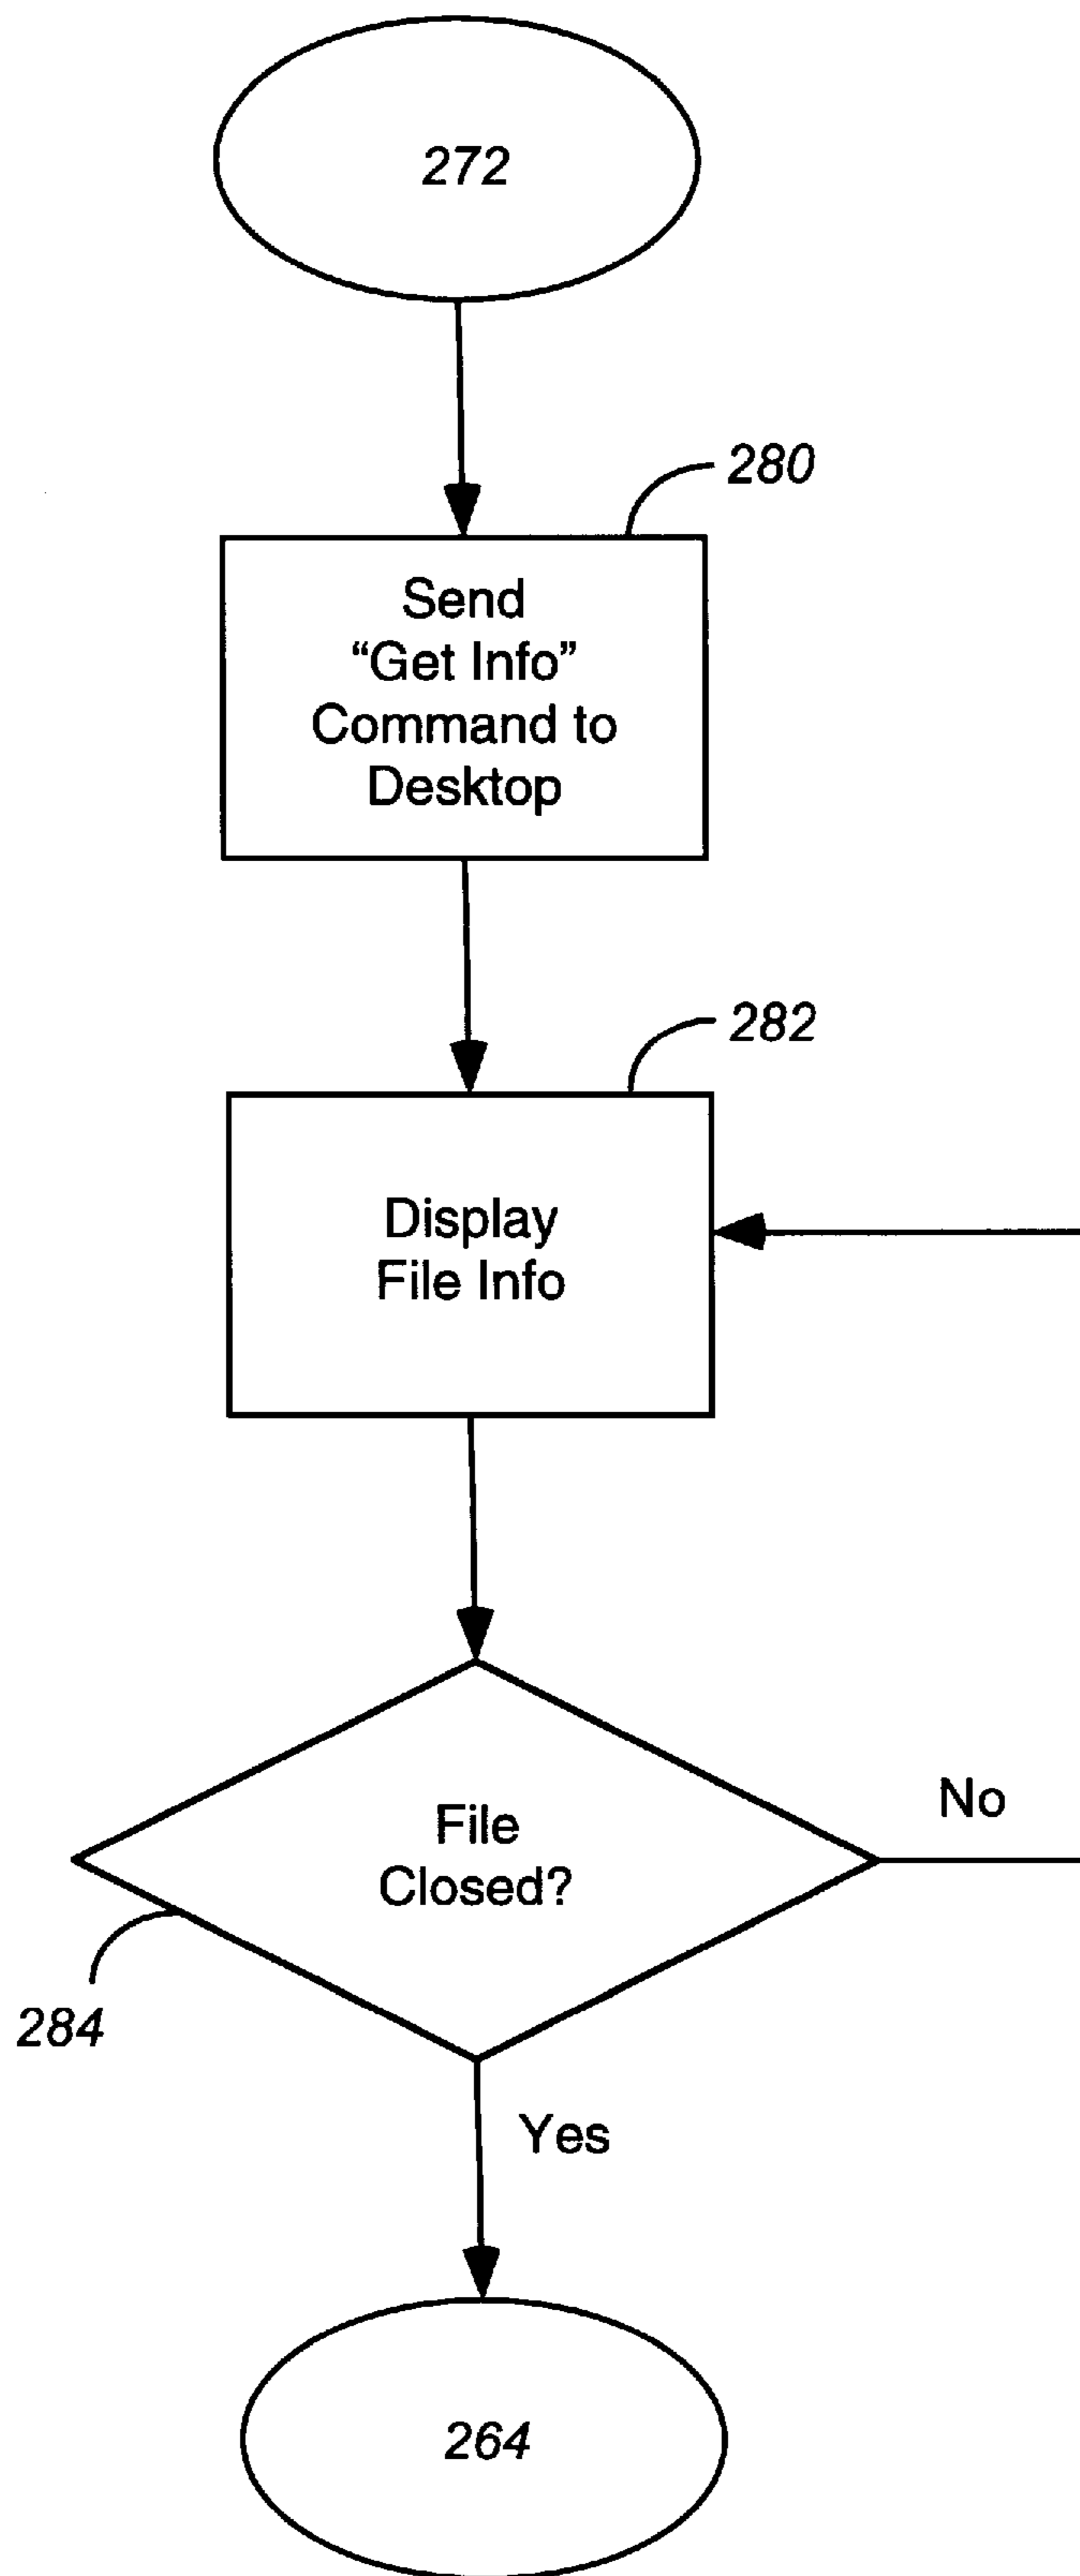 272
280
Send
“Get Info”
Command to
Desktop
282
Display
File Info
File
Closed?
No
284
Yes
264